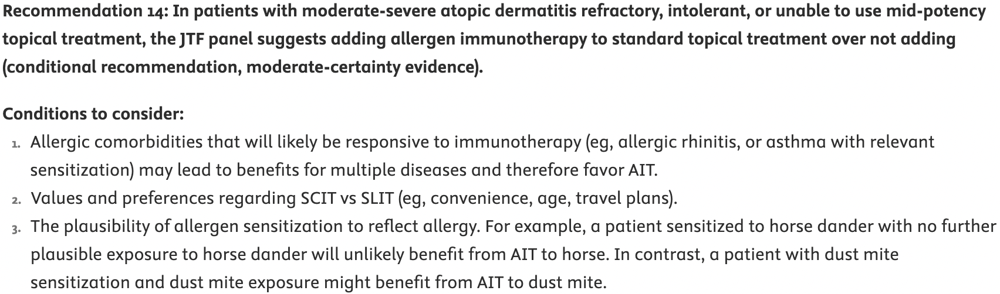 Recommendation 14: In patients with moderate-severe atopic dermatitis refractory, intolerant, or unable to use mid-potency
topical treatment, the JTF panel suggests adding allergen immunotherapy to standard topical treatment over not adding
(conditional recommendation, moderate-certainty evidence).
Conditions to consider:
1. Allergic comorbidities that will likely be responsive to immunotherapy (eg, allergic rhinitis, or asthma with relevant
sensitization) may lead to benefits for multiple diseases and therefore favor AIT.
2. Values and preferences regarding SCIT vs SLIT (eg, convenience, age, travel plans).
3. The plausibility of allergen sensitization to reflect allergy. For example, a patient sensitized to horse dander with no further
plausible exposure to horse dander will unlikely benefit from AIT to horse. In contrast, a patient with dust mite
sensitization and dust mite exposure might benefit from AIT to dust mite.